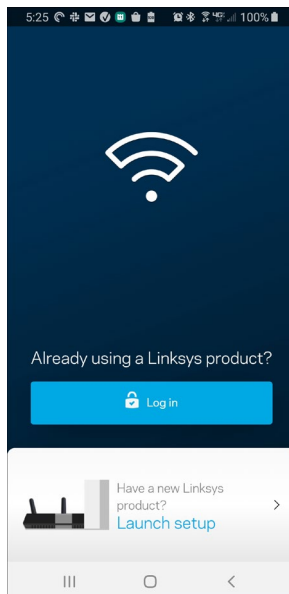 5:25 100%
Already using a Linksys product?
Log in
Have a new Linksys
product?
Launch setup